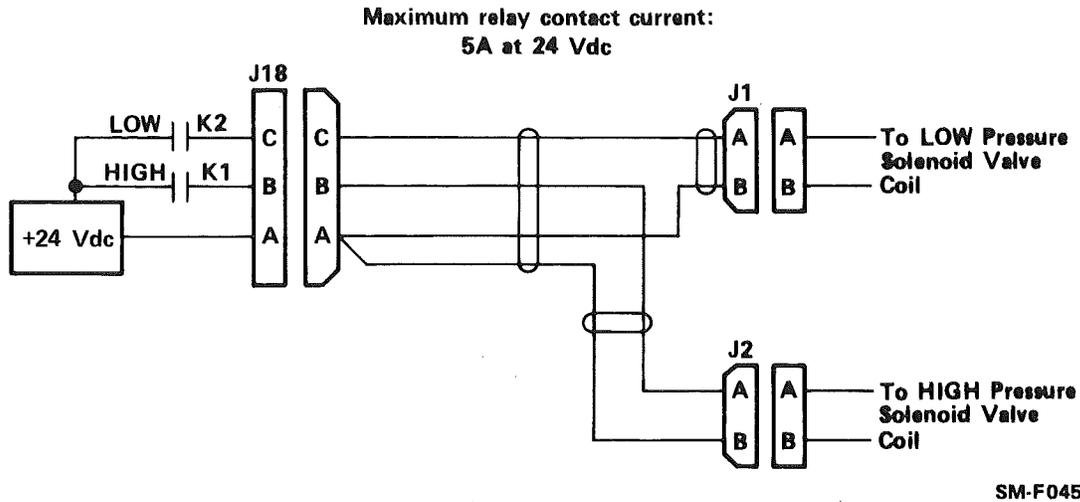 Maximum relay contact current:
5A at 24 Vdc
J18
J1
LOW K2 C C A A To LOW Pressure
Solenoid Valve
HIGH K1 B B B B Coil
+24 Vdc A A
J2
A A To HIGH Pressure
Solenoid Valve
B B Coil
SM-F045